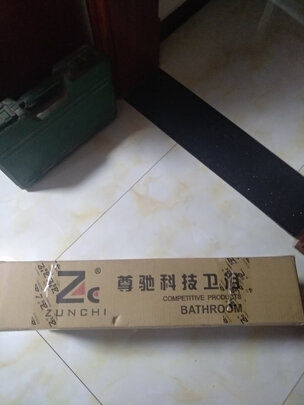 Zc®
ZUNCHI
尊驰科技卫浴
COMPETITIVE PRODUCTS
BATHROOM